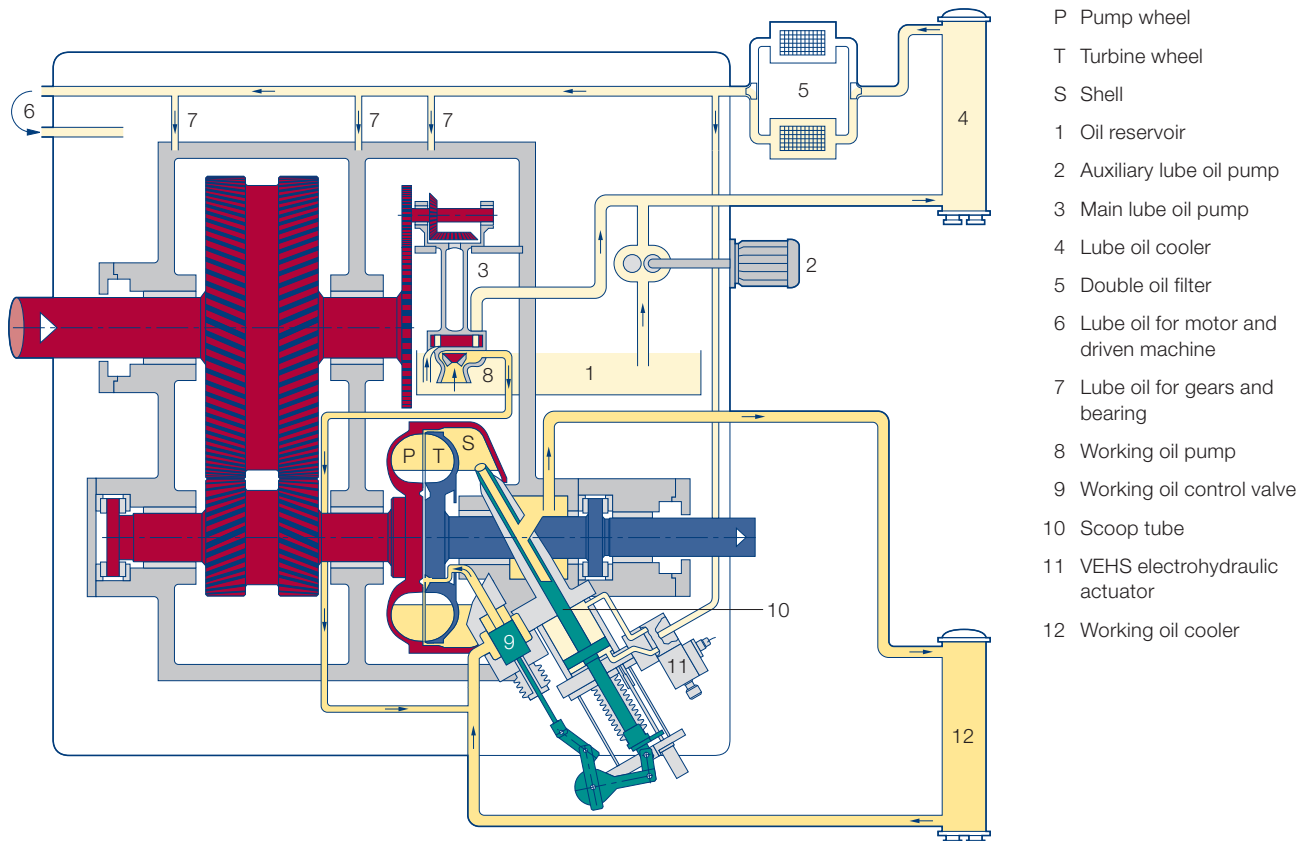 6
7
7
7
5
4
3
2
8
1
P
T
S
9
10
11
12
P Pump wheel
T Turbine wheel
S Shell
1 Oil reservoir
2 Auxiliary lube oil pump
3 Main lube oil pump
4 Lube oil cooler
5 Double oil filter
6 Lube oil for motor and
driven machine
7 Lube oil for gears and
bearing
8 Working oil pump
9 Working oil control valve
10 Scoop tube
11 VEHS electrohydraulic
actuator
12 Working oil cooler